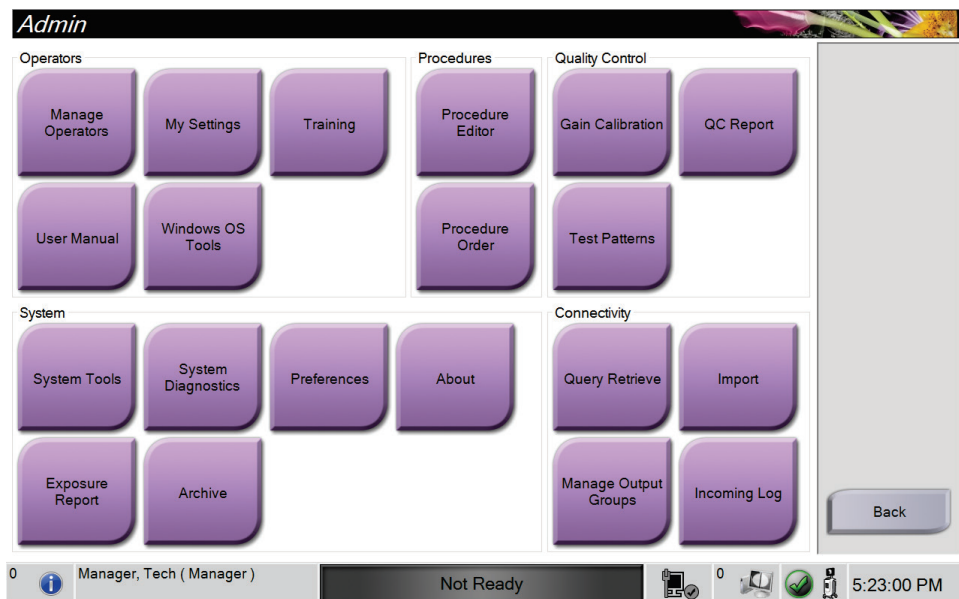 Admin
Operators
Manage
Operators
My Settings
Training
User Manual
Windows OS
Tools
Procedures
Procedure
Editor
Procedure
Order
Quality Control
Gain Calibration
QC Report
Test Patterns
System
System Tools
System
Diagnostics
Preferences
About
Exposure
Report
Archive
Connectivity
Query Retrieve
Import
Manage Output
Groups
Incoming Log
Back
0
Manager, Tech ( Manager )
Not Ready
0
5:23:00 PM